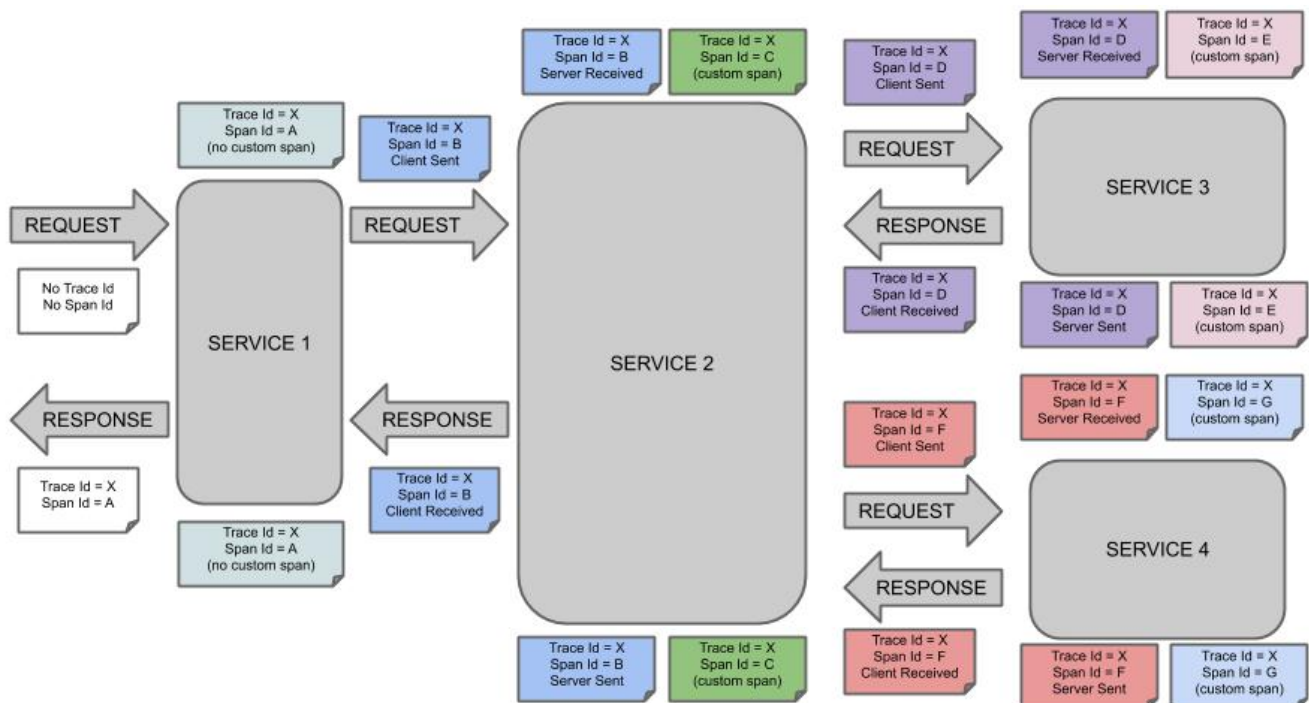 Trace Id = X
Span Id = B
Server Received
Trace Id = X
Span Id = C
(custom span)
Trace Id = X
Span Id = D
Client Sent
Trace Id = X
Span Id = D
Server Received
Trace Id = X
Span Id = E
(custom span)
Trace Id = X
Span Id = A
(no custom span)
Trace Id = X
Span Id = B
Client Sent
REQUEST
SERVICE 3
REQUEST
REQUEST
RESPONSE
No Trace Id
No Span Id
Trace Id = X
Span Id = D
Client Received
Trace Id = X
Span Id = D
Server Sent
Trace Id = X
Span Id = E
(custom span)
SERVICE 1
SERVICE 2
Trace Id = X
Span Id = F
Server Received
Trace Id = X
Span Id = G
(custom span)
RESPONSE
RESPONSE
Trace Id = X
Span Id = F
Client Sent
Trace Id = X
Span Id = A
Trace Id = X
Span Id = B
Client Received
REQUEST
SERVICE 4
Trace Id = X
Span Id = A
(no custom span)
RESPONSE
Trace Id = X
Span Id = B
Server Sent
Trace Id = X
Span Id = C
(custom span)
Trace Id = X
Span Id = F
Client Received
Trace Id = X
Span Id = F
Server Sent
Trace Id = X
Span Id = G
(custom span)